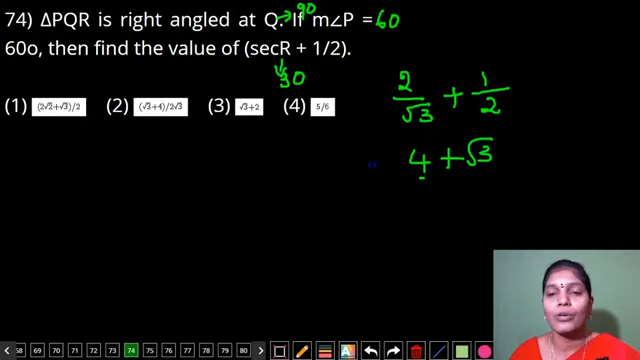 74) ΔPQR is right angled at Q. If m∠P =
60o, then find the value of (secR + 1/2).
(1) (2√2+√3)/2 (2) (√3+4)/2√3 (3) √3+2 (4) 5/6
→ 90
60
↓
30
2/√3 + 1/2
4 + √3
68 69 70 71 72 73 74 75 76 77 78 79 80